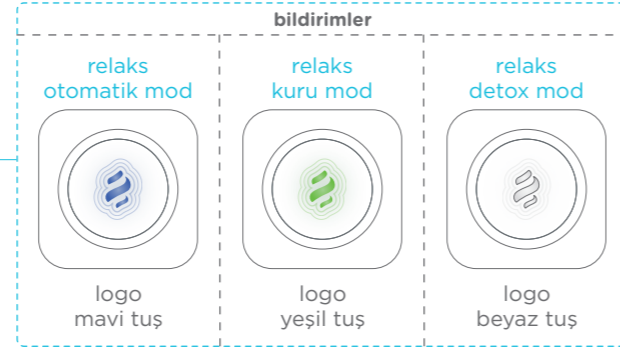 bildirimler
relaks
otomatik mod
relaks
kuru mod
relaks
detox mod
logo
mavi tuş
logo
yeşil tuş
logo
beyaz tuş